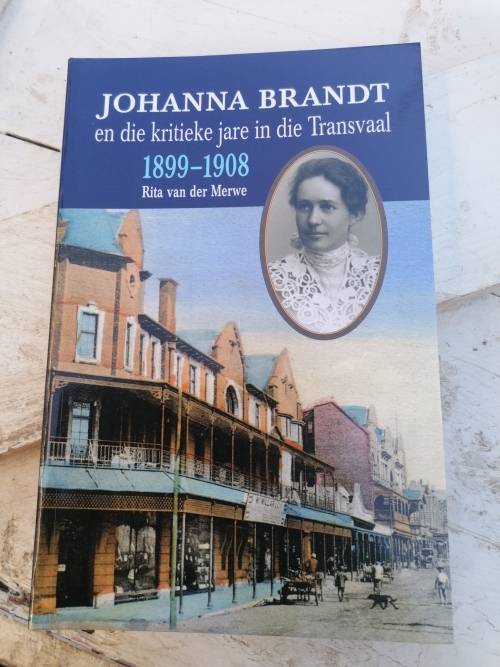 JOHANNA BRANDT
en die kritieke jare in die Transvaal
1899–1908
Rita van der Merwe